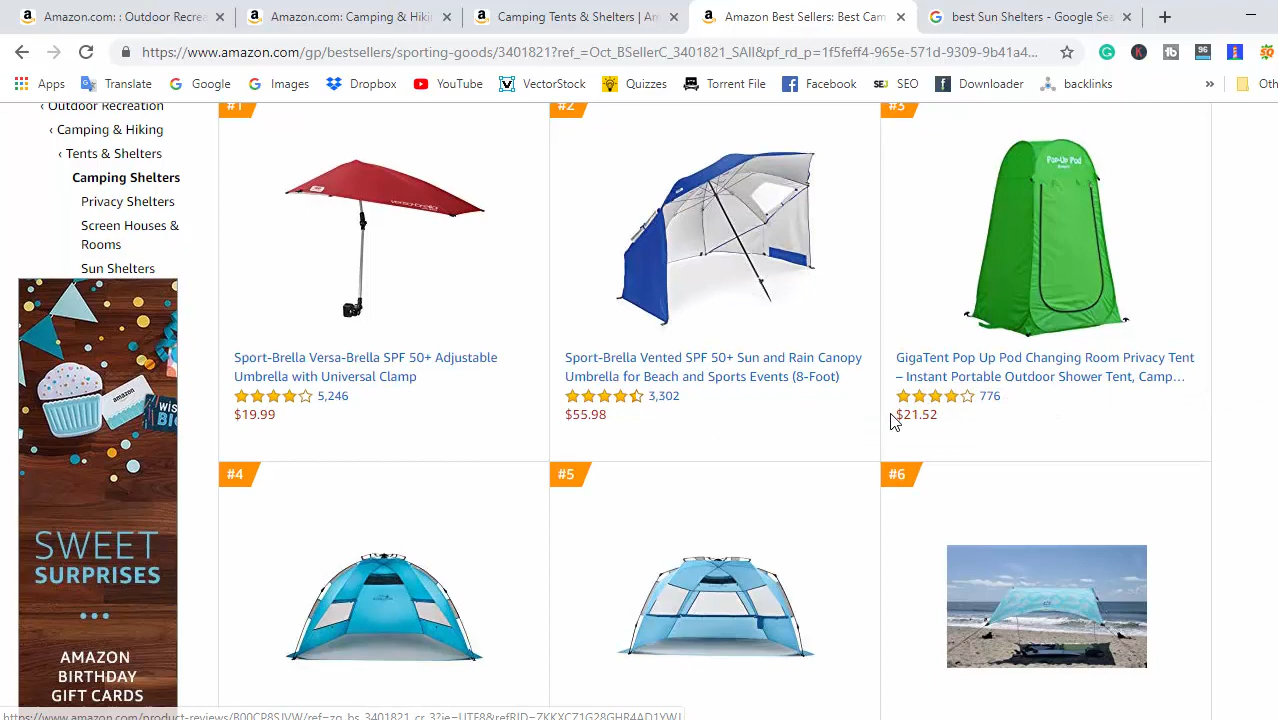 Amazon.com: : Outdoor Recrea
Amazon.com: Camping & Hikin
Camping Tents & Shelters | Am
Amazon Best Sellers: Best Cam
best Sun Shelters - Google Sea
https://www.amazon.com/gp/bestsellers/sporting-goods/3401821?ref_=Oct_BSellerC_3401821_SAll&pf_rd_p=1f5feff4-965e-571d-9309-9b41a4...
Apps Translate Google Images Dropbox YouTube VectorStock Quizzes Torrent File Facebook SEO Downloader backlinks » Oth
‹ Outdoor Recreation
‹ Camping & Hiking
‹ Tents & Shelters
Camping Shelters
Privacy Shelters
Screen Houses &
Rooms
Sun Shelters
SWEET
SURPRISES
AMAZON
BIRTHDAY
GIFT CARDS
#1
Sport-Brella Versa-Brella SPF 50+ Adjustable
Umbrella with Universal Clamp
5,246
$19.99
#2
Sport-Brella Vented SPF 50+ Sun and Rain Canopy
Umbrella for Beach and Sports Events (8-Foot)
3,302
$55.98
#3
Pop-Up Pod
GigaTent Pop Up Pod Changing Room Privacy Tent
– Instant Portable Outdoor Shower Tent, Camp...
776
$21.52
#4
#5
#6